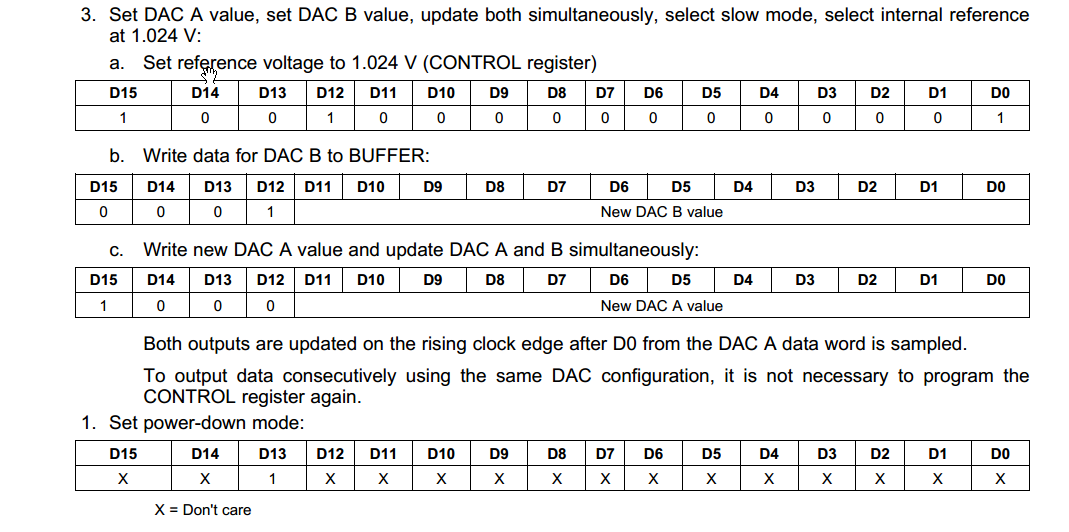 3. Set DAC A value, set DAC B value, update both simultaneously, select slow mode, select internal reference
at 1.024 V:
a. Set reference voltage to 1.024 V (CONTROL register)
D15 D14 D13 D12 D11 D10 D9 D8 D7 D6 D5 D4 D3 D2 D1 D0
1 0 0 1 0 0 0 0 0 0 0 0 0 0 0 1
b. Write data for DAC B to BUFFER:
D15 D14 D13 D12 D11 D10 D9 D8 D7 D6 D5 D4 D3 D2 D1 D0
0 0 0 1 New DAC B value
c. Write new DAC A value and update DAC A and B simultaneously:
D15 D14 D13 D12 D11 D10 D9 D8 D7 D6 D5 D4 D3 D2 D1 D0
1 0 0 0 New DAC A value
Both outputs are updated on the rising clock edge after D0 from the DAC A data word is sampled.
To output data consecutively using the same DAC configuration, it is not necessary to program the
CONTROL register again.
1. Set power-down mode:
D15 D14 D13 D12 D11 D10 D9 D8 D7 D6 D5 D4 D3 D2 D1 D0
X X 1 X X X X X X X X X X X X X
X = Don't care